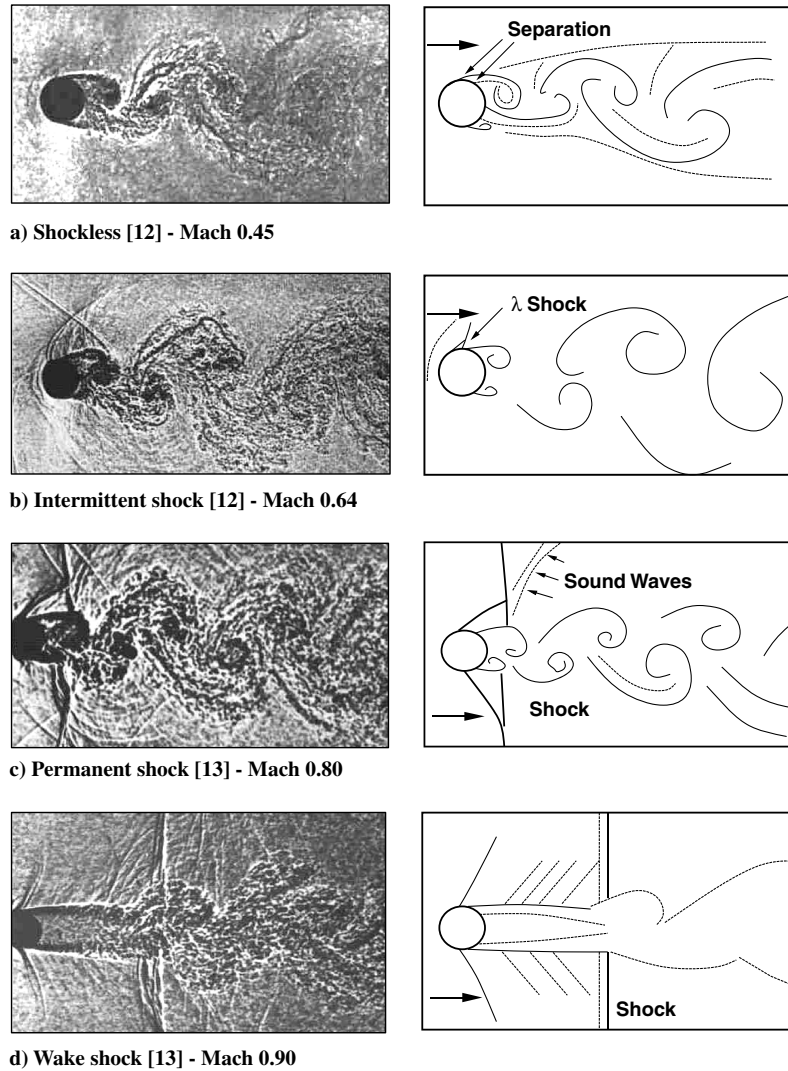 Separation
a) Shockless [12] - Mach 0.45
λ Shock
b) Intermittent shock [12] - Mach 0.64
Sound Waves
Shock
c) Permanent shock [13] - Mach 0.80
Shock
d) Wake shock [13] - Mach 0.90